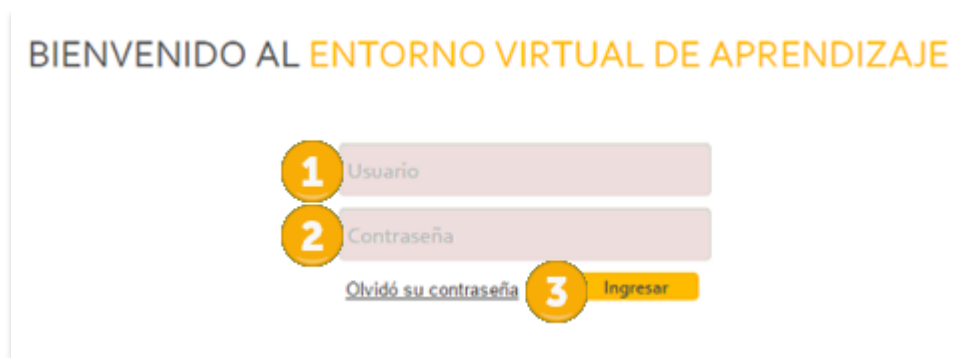 BIENVENIDO AL ENTORNO VIRTUAL DE APRENDIZAJE
1 Usuario
2 Contraseña
Olvidó su contraseña 3 Ingresar